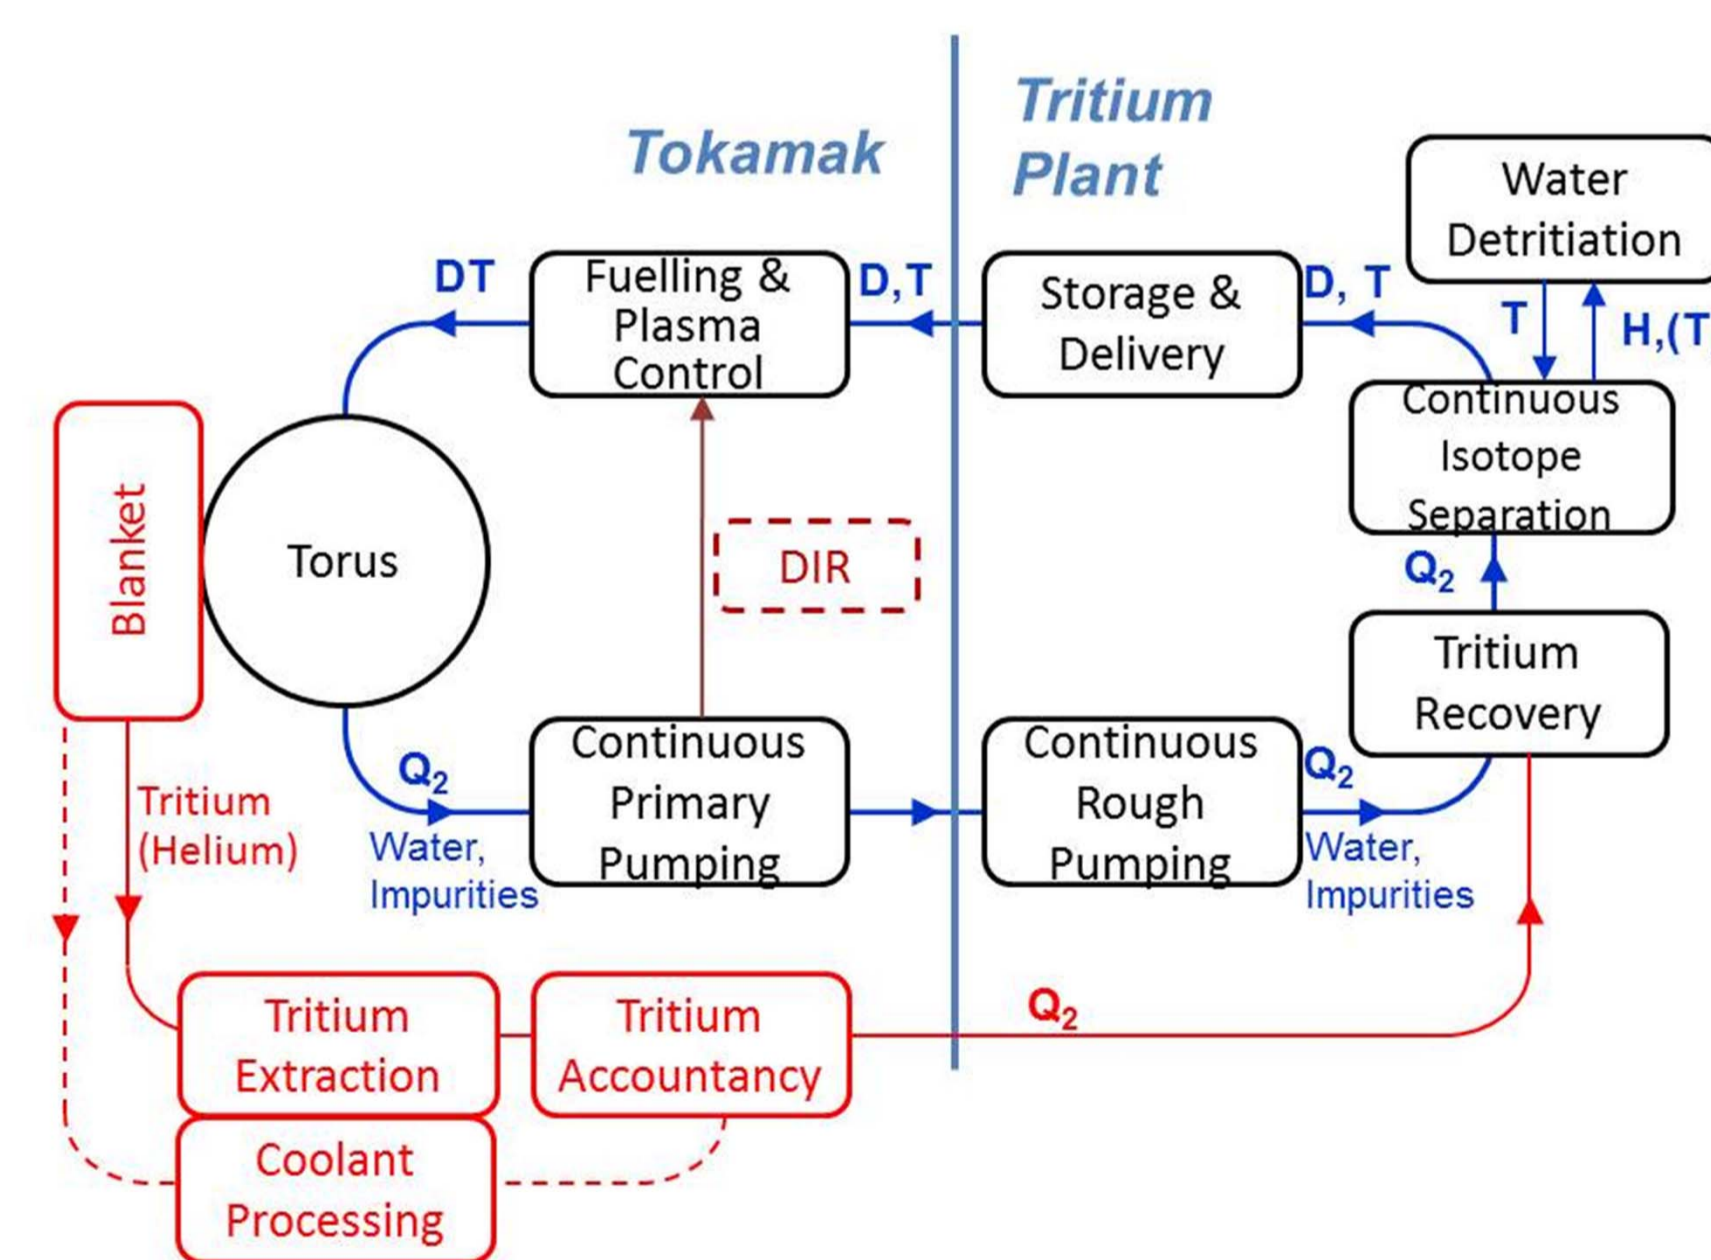 Tokamak
Tritium
Plant
Water
Detritiation
DT
Fuelling &
Plasma
Control
D,T
Storage &
Delivery
D, T
T
H,(T
Continuous
Isotope
Separation
Blanket
Torus
DIR
Q2
Tritium
Recovery
Q2
Water,
Impurities
Continuous
Primary
Pumping
Continuous
Rough
Pumping
Q2
Water,
Impurities
Tritium
(Helium)
Tritium
Extraction
Tritium
Accountancy
Q2
Coolant
Processing